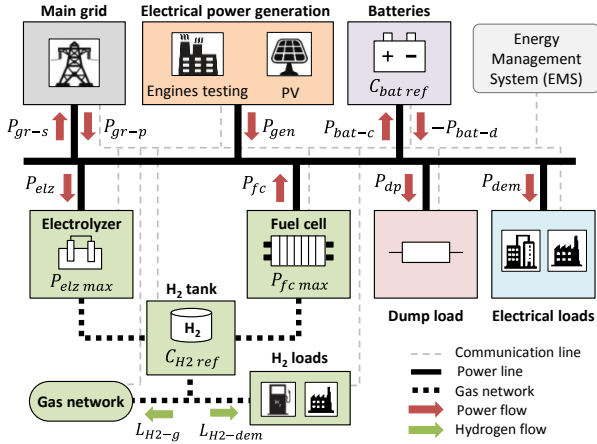 Main grid
Electrical power generation
Batteries
Engines testing
PV
C_bat ref
Energy
Management
System (EMS)
P_gr−s
P_gr−p
P_gen
P_bat−c
−P_bat−d
P_elz
P_fc
P_dp
P_dem
Electrolyzer
P_elz max
Fuel cell
P_fc max
H₂ tank
H₂
C_H2 ref
Dump load
Electrical loads
H₂ loads
Gas network
L_H2−g
L_H2−dem
Communication line
Power line
Gas network
Power flow
Hydrogen flow